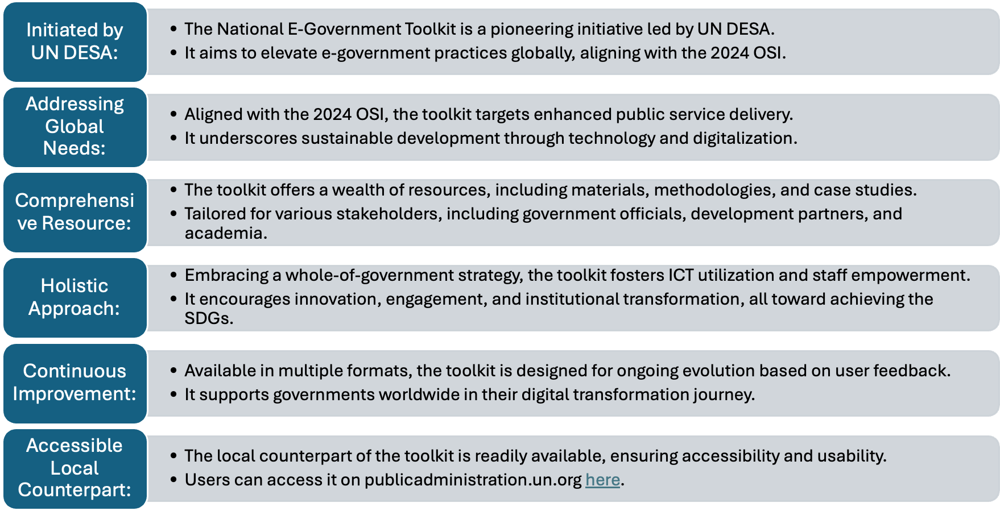 Initiated by
UN DESA:
• The National E-Government Toolkit is a pioneering initiative led by UN DESA.
• It aims to elevate e-government practices globally, aligning with the 2024 OSI.
Addressing
Global
Needs:
• Aligned with the 2024 OSI, the toolkit targets enhanced public service delivery.
• It underscores sustainable development through technology and digitalization.
Comprehensi
ve Resource:
• The toolkit offers a wealth of resources, including materials, methodologies, and case studies.
• Tailored for various stakeholders, including government officials, development partners, and
academia.
Holistic
Approach:
• Embracing a whole-of-government strategy, the toolkit fosters ICT utilization and staff empowerment.
• It encourages innovation, engagement, and institutional transformation, all toward achieving the
SDGs.
Continuous
Improvement:
• Available in multiple formats, the toolkit is designed for ongoing evolution based on user feedback.
• It supports governments worldwide in their digital transformation journey.
Accessible
Local
Counterpart:
• The local counterpart of the toolkit is readily available, ensuring accessibility and usability.
• Users can access it on publicadministration.un.org here.